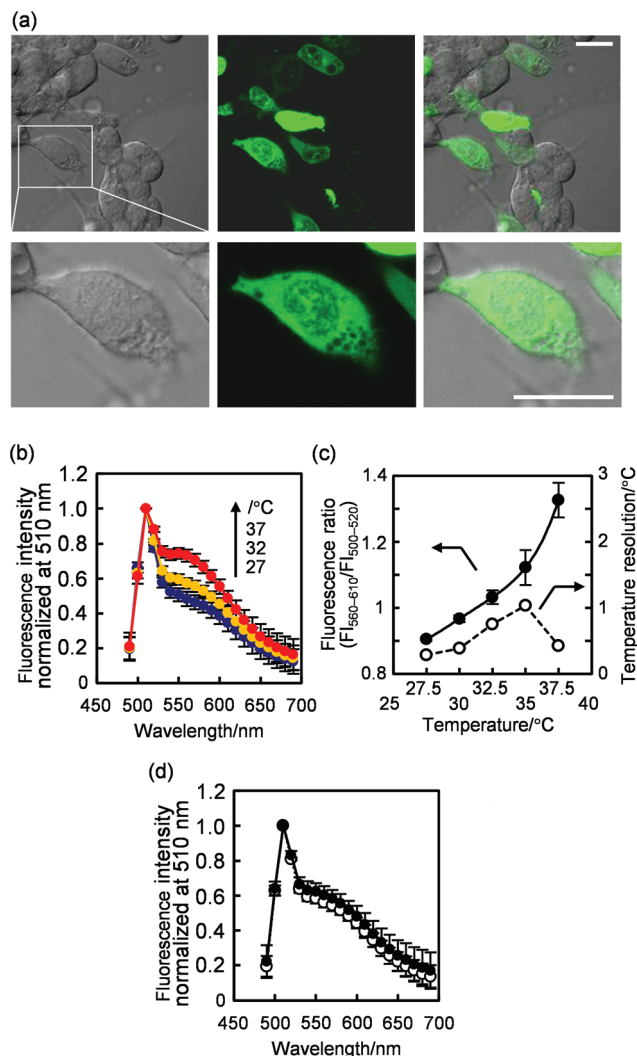 (a)
(b)
Fluorescence intensity
normalized at 510 nm
1.2
1.0
0.8
0.6
0.4
0.2
0
/°C
37
32
27
450 500 550 600 650 700
Wavelength/nm
(c)
Fluorescence ratio
(FI560–610/FI500–520)
1.4
1.2
1
0.8
3
2
1
0
Temperature resolution/°C
27.5 32.5 37.5
25 30 35 40
Temperature/°C
(d)
Fluorescence intensity
normalized at 510 nm
1.2
1.0
0.8
0.6
0.4
0.2
0
450 500 550 600 650 700
Wavelength/nm